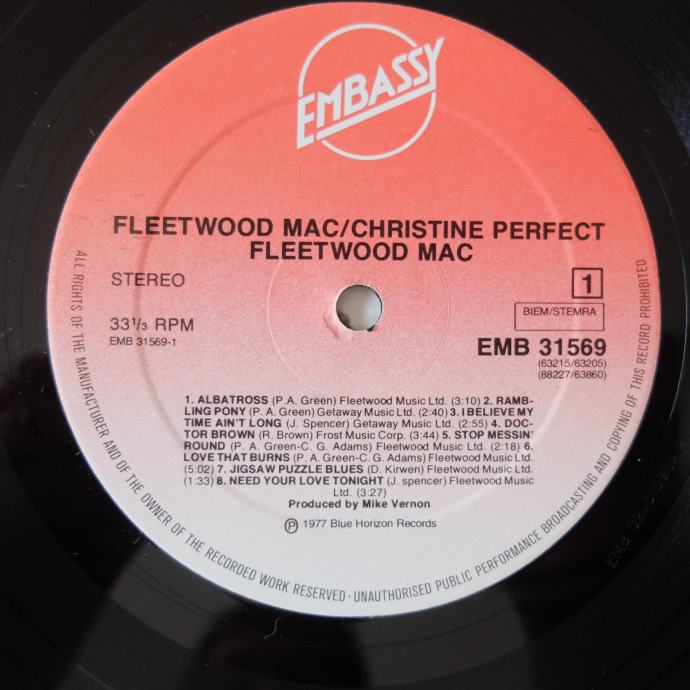 EMBASSY
FLEETWOOD MAC/CHRISTINE PERFECT
FLEETWOOD MAC
STEREO
1
BIEM/STEMRA
33 1/3 RPM
EMB 31569-1
EMB 31569
(63215/63205)
(88227/63860)
1. ALBATROSS (P. A. Green) Fleetwood Music Ltd. (3:10) 2. RAMB-
LING PONY (P. A. Green) Getaway Music Ltd. (2:40) 3. I BELIEVE MY
TIME AIN'T LONG (J. Spencer) Getaway Music Ltd. (2:55) 4. DOC-
TOR BROWN (R. Brown) Frost Music Corp. (3:44) 5. STOP MESSIN'
ROUND (P. A. Green-C. G. Adams) Fleetwood Music Ltd. (2:18) 6.
LOVE THAT BURNS (P. A. Green-C. G. Adams) Fleetwood Music Ltd.
(5:02) 7. JIGSAW PUZZLE BLUES (D. Kirwen) Fleetwood Music Ltd.
(1:33) 8. NEED YOUR LOVE TONIGHT (J. spencer) Fleetwood Music
Ltd. (3:27)
Produced by Mike Vernon
Ⓟ 1977 Blue Horizon Records
ALL RIGHTS OF THE MANUFACTURER AND OF THE OWNER OF THE RECORDED WORK RESERVED · UNAUTHORISED PUBLIC PERFORMANCE BROADCASTING AND COPYING OF THIS RECORD PROHIBITED